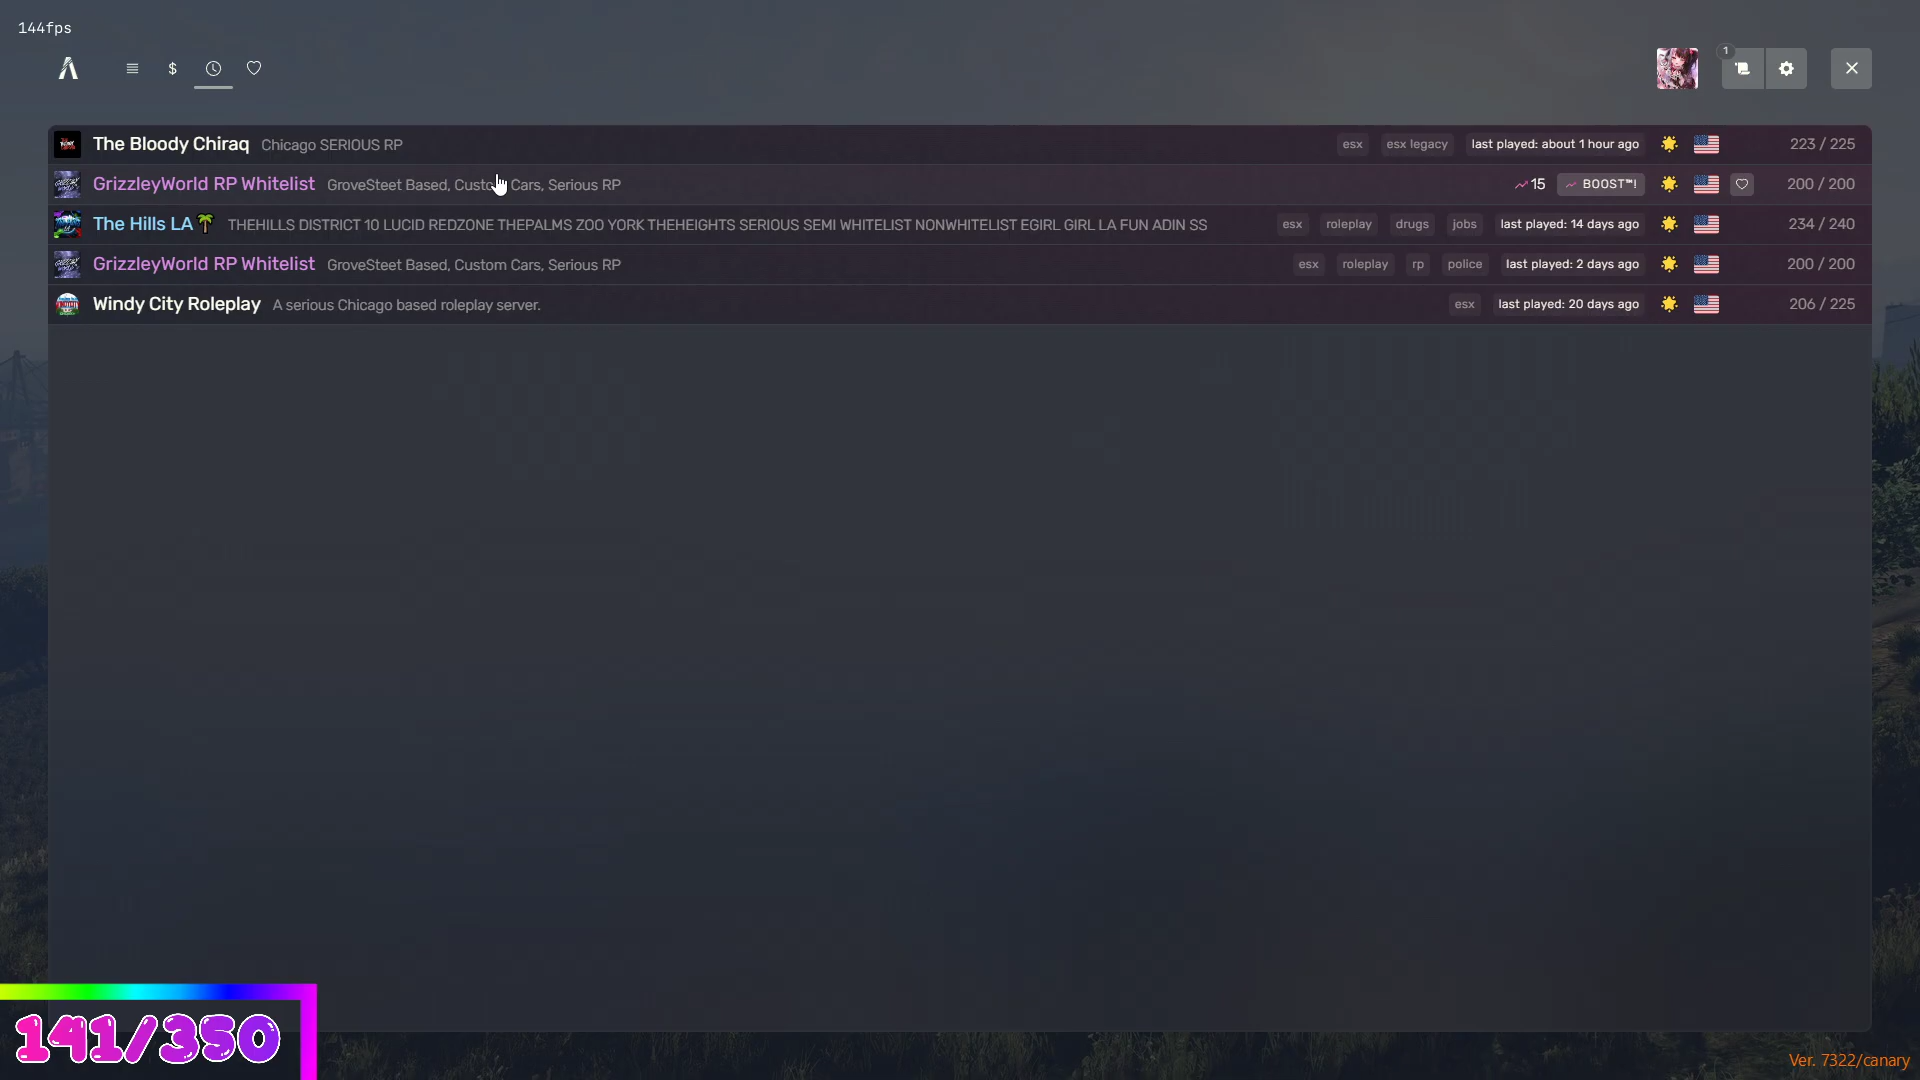 144fps
$
1
The Bloody Chiraq Chicago SERIOUS RP esx esx legacy last played: about 1 hour ago 223 / 225
GrizzleyWorld RP Whitelist GroveSteet Based, Custom Cars, Serious RP 15 BOOST™! 200 / 200
The Hills LA🌴 THEHILLS DISTRICT 10 LUCID REDZONE THEPALMS ZOO YORK THEHEIGHTS SERIOUS SEMI WHITELIST NONWHITELIST EGIRL GIRL LA FUN ADIN SS esx roleplay drugs jobs last played: 14 days ago 234 / 240
GrizzleyWorld RP Whitelist GroveSteet Based, Custom Cars, Serious RP esx roleplay rp police last played: 2 days ago 200 / 200
Windy City Roleplay A serious Chicago based roleplay server. esx last played: 20 days ago 206 / 225
141/350
Ver. 7322/canary